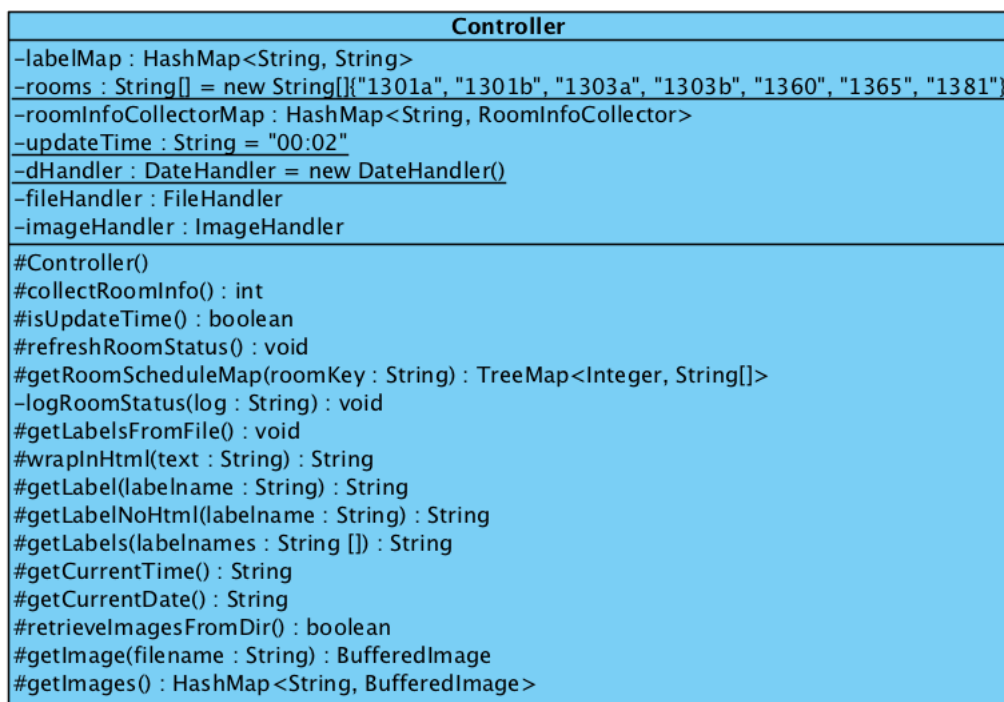 Controller
-labelMap : HashMap<String, String>
-rooms : String[] = new String[]{"1301a", "1301b", "1303a", "1303b", "1360", "1365", "1381"}
-roomInfoCollectorMap : HashMap<String, RoomInfoCollector>
-updateTime : String = "00:02"
-dHandler : DateHandler = new DateHandler()
-fileHandler : FileHandler
-imageHandler : ImageHandler
#Controller()
#collectRoomInfo() : int
#isUpdateTime() : boolean
#refreshRoomStatus() : void
#getRoomScheduleMap(roomKey : String) : TreeMap<Integer, String[]>
-logRoomStatus(log : String) : void
#getLabelsFromFile() : void
#wrapInHtml(text : String) : String
#getLabel(labelname : String) : String
#getLabelNoHtml(labelname : String) : String
#getLabels(labelnames : String []) : String
#getCurrentTime() : String
#getCurrentDate() : String
#retrieveImagesFromDir() : boolean
#getImage(filename : String) : BufferedImage
#getImages() : HashMap<String, BufferedImage>